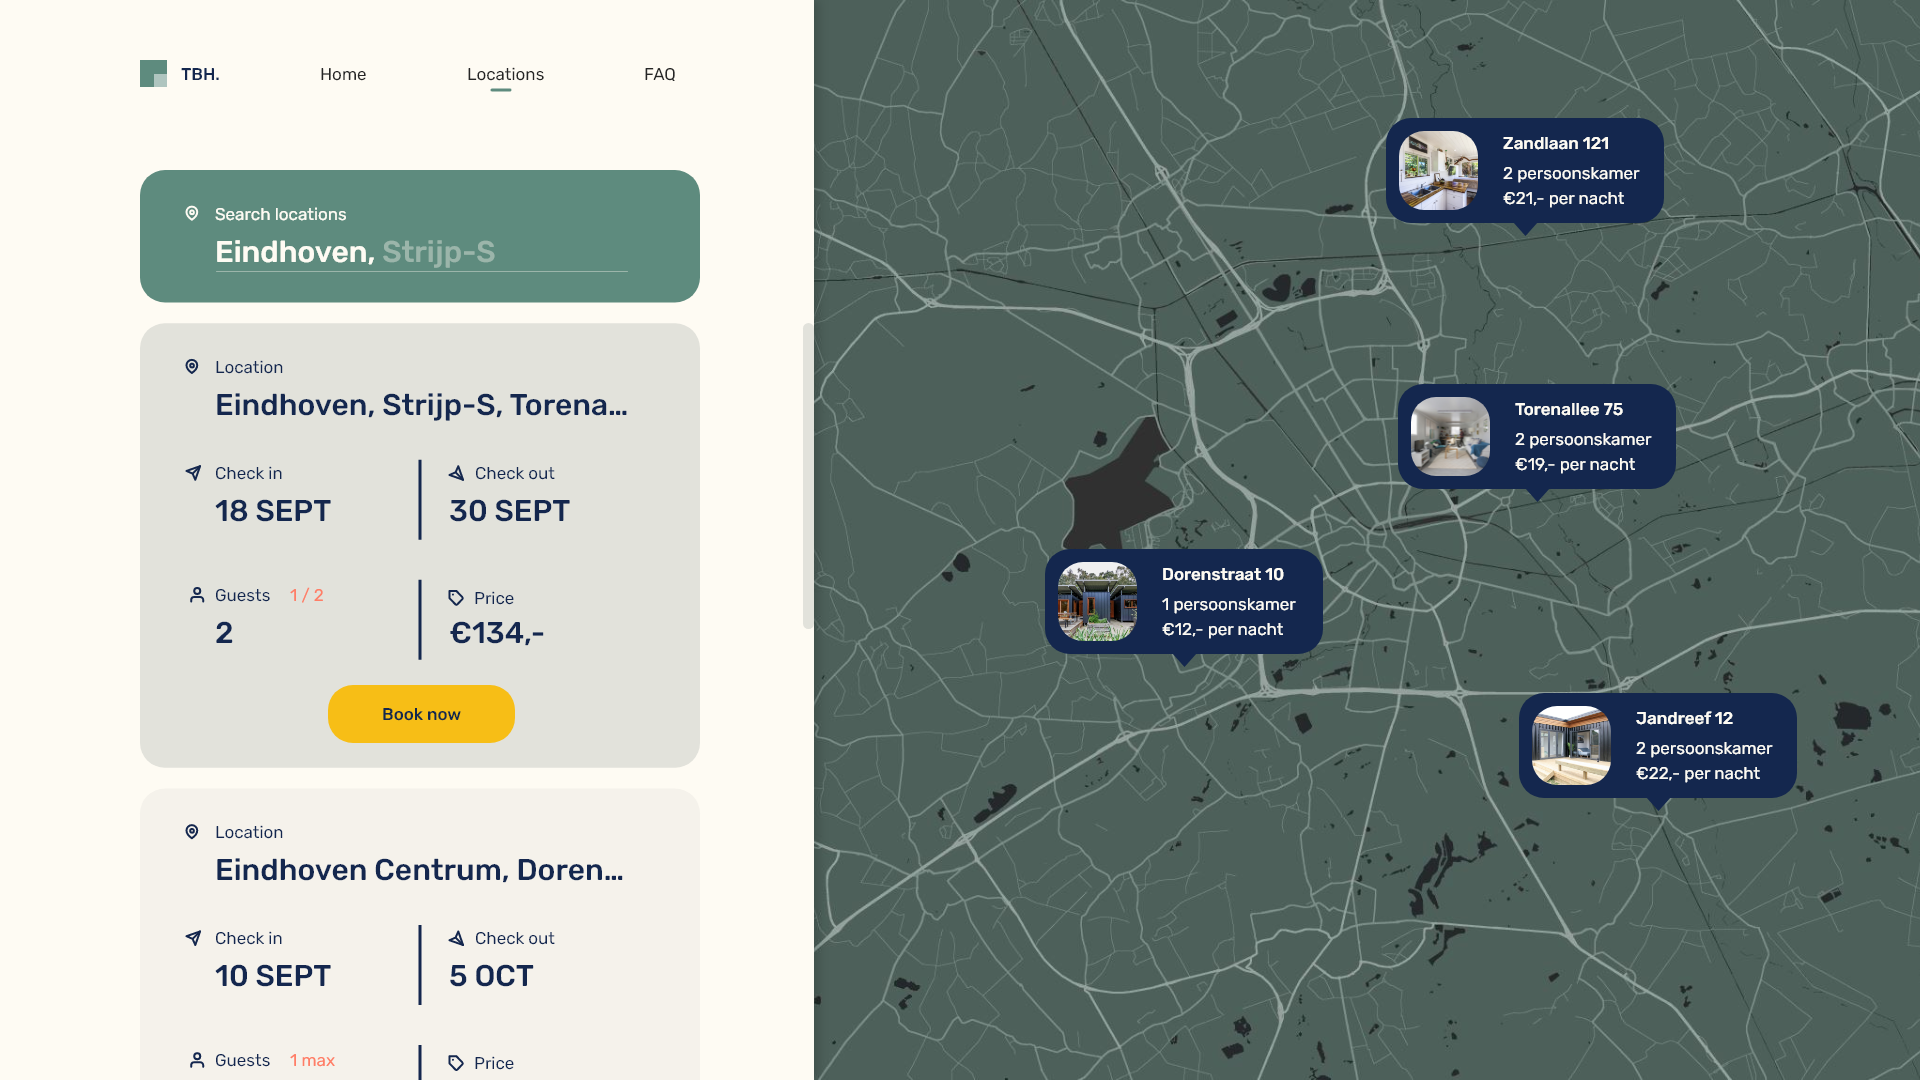 TBH.
Home
Locations
FAQ
Search locations
Eindhoven, Strijp-S
Location
Eindhoven, Strijp-S, Torena...
Check in
Check out
18 SEPT
30 SEPT
Guests 1 / 2
Price
2
€134,-
Book now
Location
Eindhoven Centrum, Doren...
Check in
Check out
10 SEPT
5 OCT
Guests 1 max
Price
Zandlaan 121
2 persoonskamer
€21,- per nacht
Torenallee 75
2 persoonskamer
€19,- per nacht
Dorenstraat 10
1 persoonskamer
€12,- per nacht
Jandreef 12
2 persoonskamer
€22,- per nacht